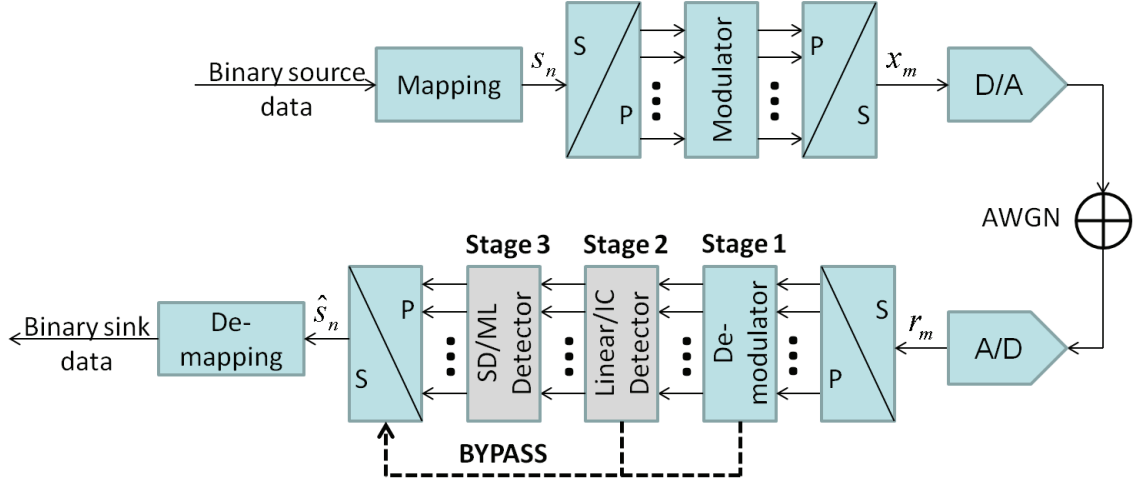 Binary source
data
Mapping
s_n
S
P
Modulator
P
S
x_m
D/A
AWGN
Stage 3
Stage 2
Stage 1
Binary sink
data
De-
mapping
ŝ_n
P
S
SD/ML
Detector
Linear/IC
Detector
De-
modulator
S
P
r_m
A/D
BYPASS